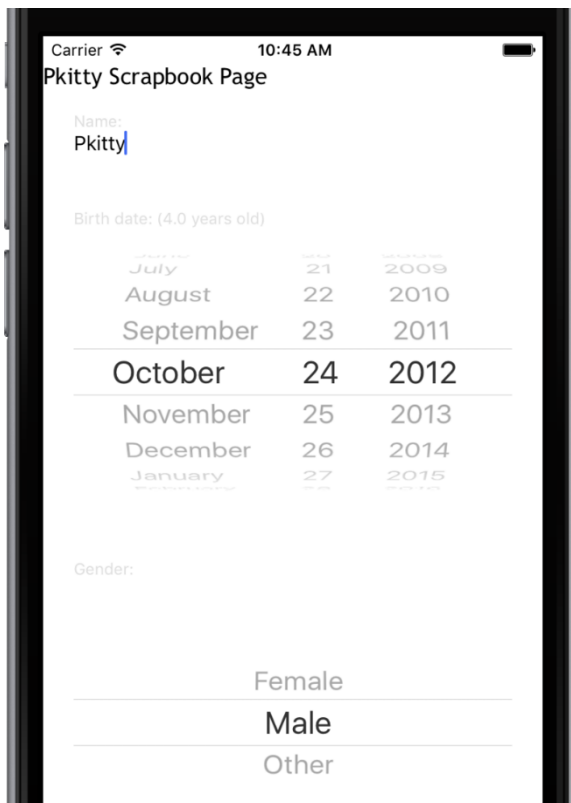 Carrier 10:45 AM
Pkitty Scrapbook Page
Name:
Pkitty
Birth date: (4.0 years old)
July 21 2009
August 22 2010
September 23 2011
October 24 2012
November 25 2013
December 26 2014
January 27 2015
Gender:
Female
Male
Other